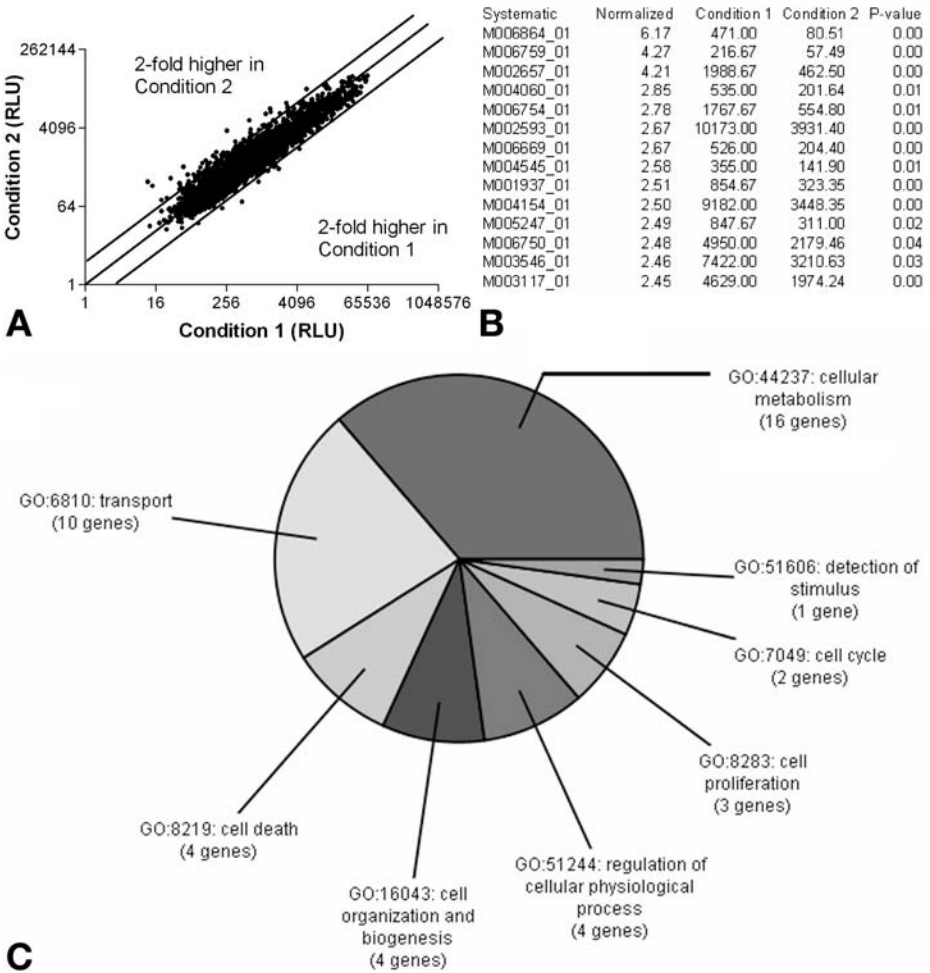 262144
4096
64
1
Condition 2 (RLU)
2-fold higher in
Condition 2
2-fold higher in
Condition 1
1 16 256 4096 65536 1048576
Condition 1 (RLU)
A
Systematic Normalized Condition 1 Condition 2 P-value
M006864_01 6.17 471.00 80.51 0.00
M006759_01 4.27 216.67 57.49 0.00
M002657_01 4.21 1988.67 462.50 0.00
M004060_01 2.85 535.00 201.64 0.01
M006754_01 2.78 1767.67 554.80 0.01
M002593_01 2.67 10173.00 3931.40 0.00
M006669_01 2.67 526.00 204.40 0.00
M004545_01 2.58 355.00 141.90 0.01
M001937_01 2.51 854.67 323.35 0.00
M004154_01 2.50 9182.00 3448.35 0.00
M005247_01 2.49 847.67 311.00 0.02
M006750_01 2.48 4950.00 2179.46 0.04
M003546_01 2.46 7422.00 3210.63 0.03
M003117_01 2.45 4629.00 1974.24 0.00
B
GO:44237: cellular
metabolism
(16 genes)
GO:6810: transport
(10 genes)
GO:51606: detection of
stimulus
(1 gene)
GO:7049: cell cycle
(2 genes)
GO:8283: cell
proliferation
(3 genes)
GO:8219: cell death
(4 genes)
GO:51244: regulation of
cellular physiological
process
(4 genes)
GO:16043: cell
organization and
biogenesis
(4 genes)
C